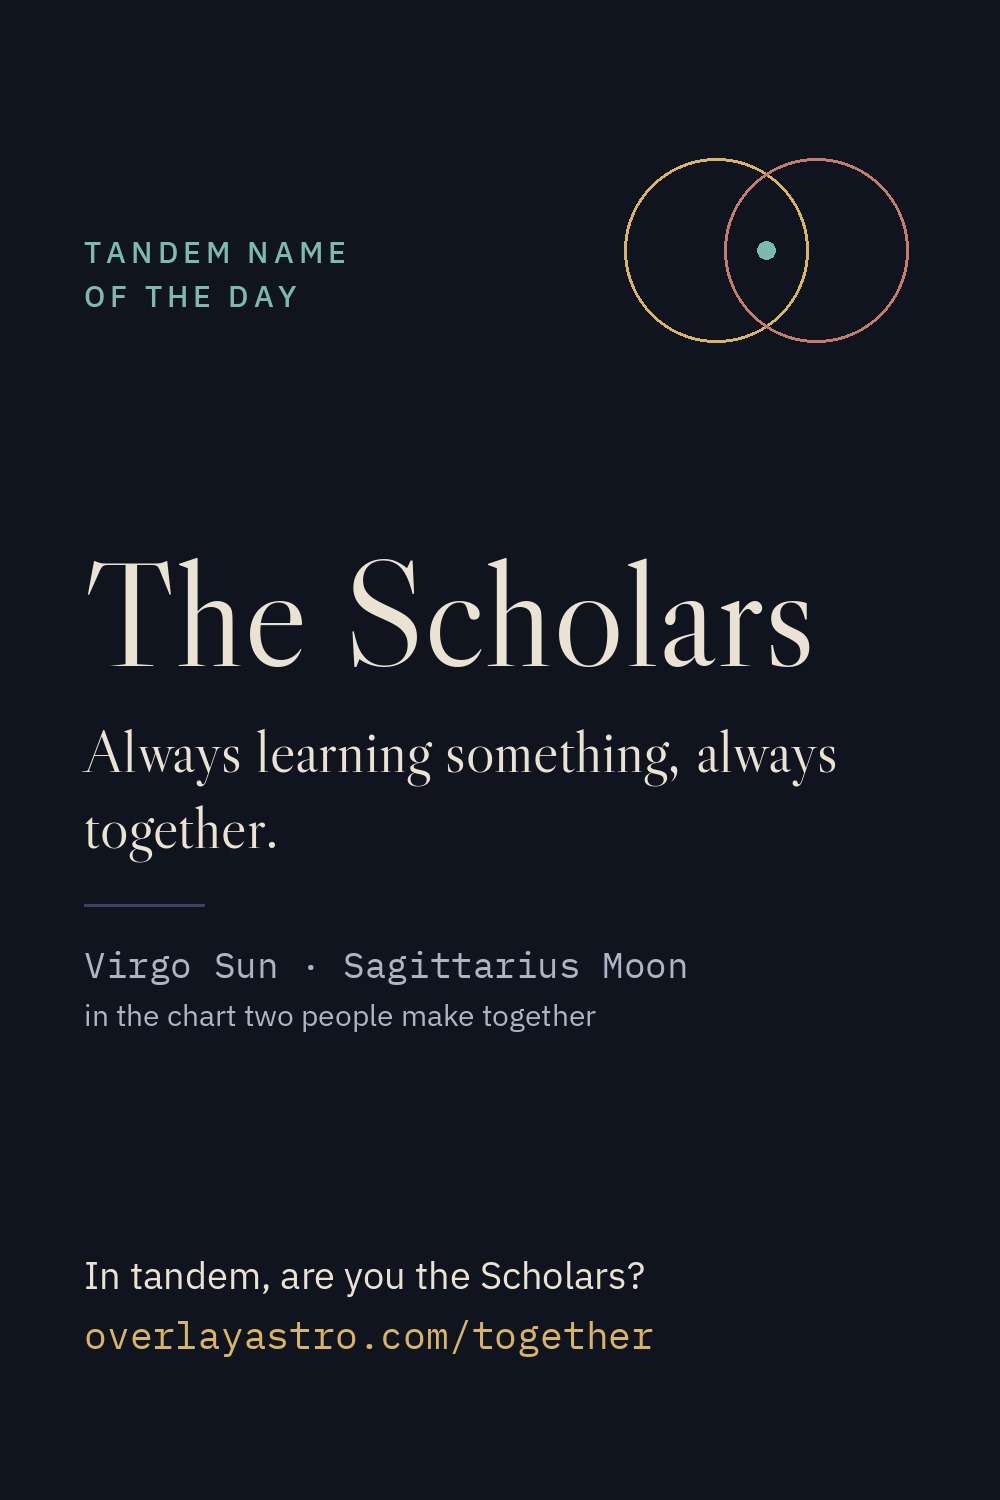 TANDEM NAME
OF THE DAY
The Scholars
Always learning something, always
together.
Virgo Sun · Sagittarius Moon
in the chart two people make together
In tandem, are you the Scholars?
overlayastro.com/together